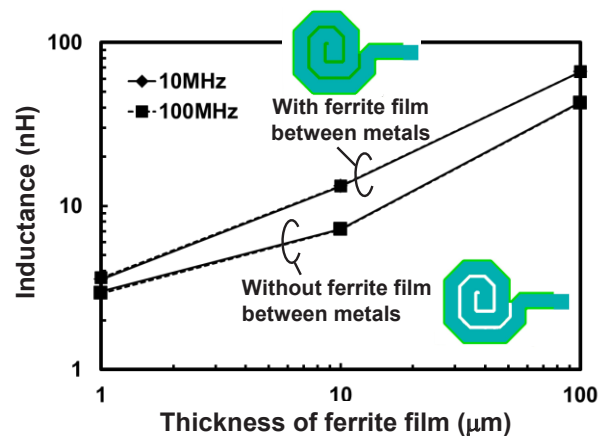 100
10
1
Inductance (nH)
10MHz
100MHz
With ferrite film
between metals
Without ferrite film
between metals
1
10
100
Thickness of ferrite film (μm)